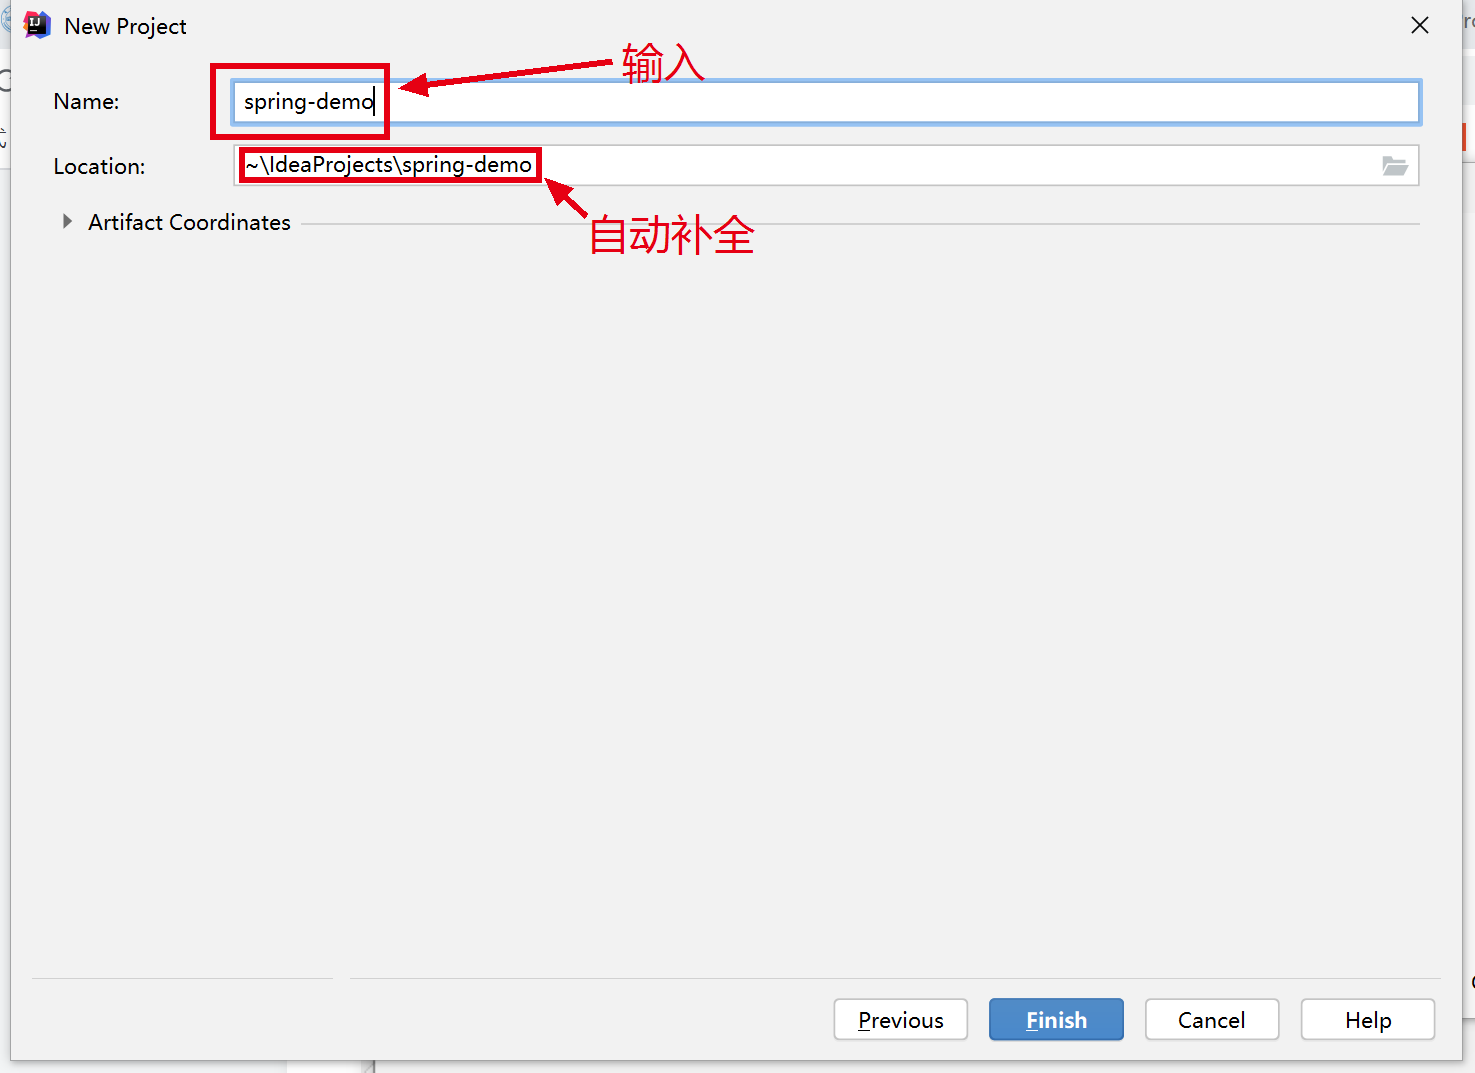 New Project
输入
Name: spring-demo
Location: ~\IdeaProjects\spring-demo
Artifact Coordinates
自动补全
Previous Finish Cancel Help